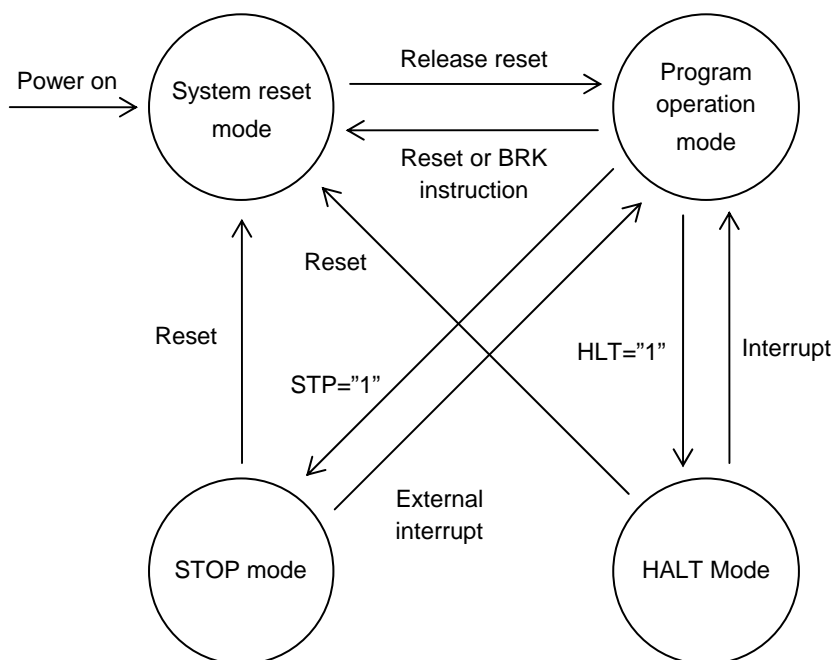 Power on
System reset
mode
Release reset
Program
operation
mode
Reset or BRK
instruction
Reset
Reset
STP=”1”
HLT=”1”
Interrupt
External
interrupt
STOP mode
HALT Mode